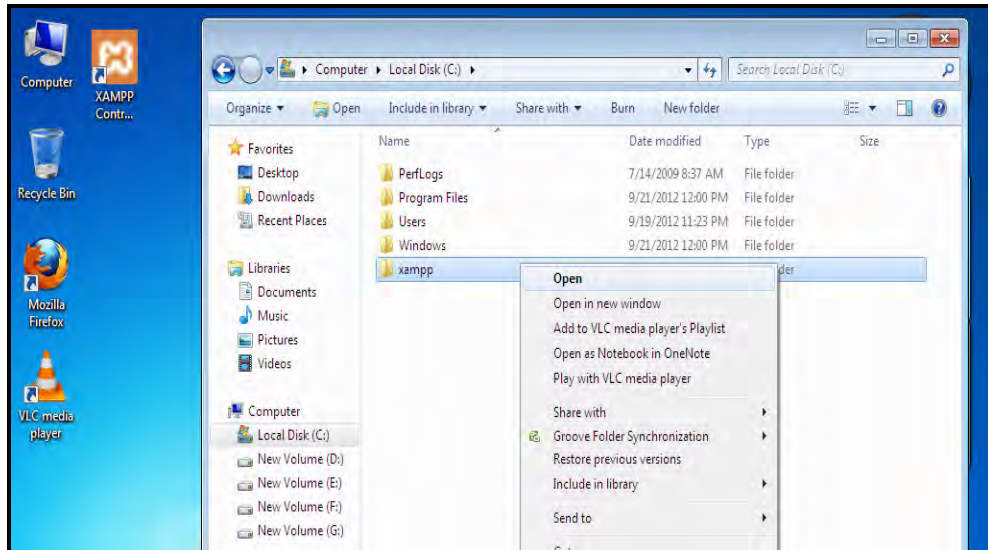 Computer
XAMPP
Contr...
Recycle Bin
Mozilla
Firefox
VLC media
player
Computer Local Disk (C:)
Search Local Disk (C:)
Organize Open Include in library Share with Burn New folder
Name Date modified Type Size
Favorites
Desktop
Downloads
Recent Places
Libraries
Documents
Music
Pictures
Videos
Computer
Local Disk (C:)
New Volume (D:)
New Volume (E:)
New Volume (F:)
New Volume (G:)
PerfLogs 7/14/2009 8:37 AM File folder
Program Files 9/21/2012 12:00 PM File folder
Users 9/19/2012 11:23 PM File folder
Windows 9/21/2012 12:00 PM File folder
xampp
Open
Open in new window
Add to VLC media player's Playlist
Open as Notebook in OneNote
Play with VLC media player
Share with
Groove Folder Synchronization
Restore previous versions
Include in library
Send to